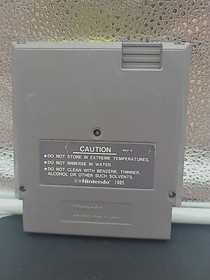 CAUTION
•DO NOT STORE IN EXTREME TEMPERATURES.
•DO NOT IMMERSE IN WATER.
•DO NOT CLEAN WITH BENZENE, THINNER,
ALCOHOL OR OTHER SUCH SOLVENTS.
©Nintendo 1985